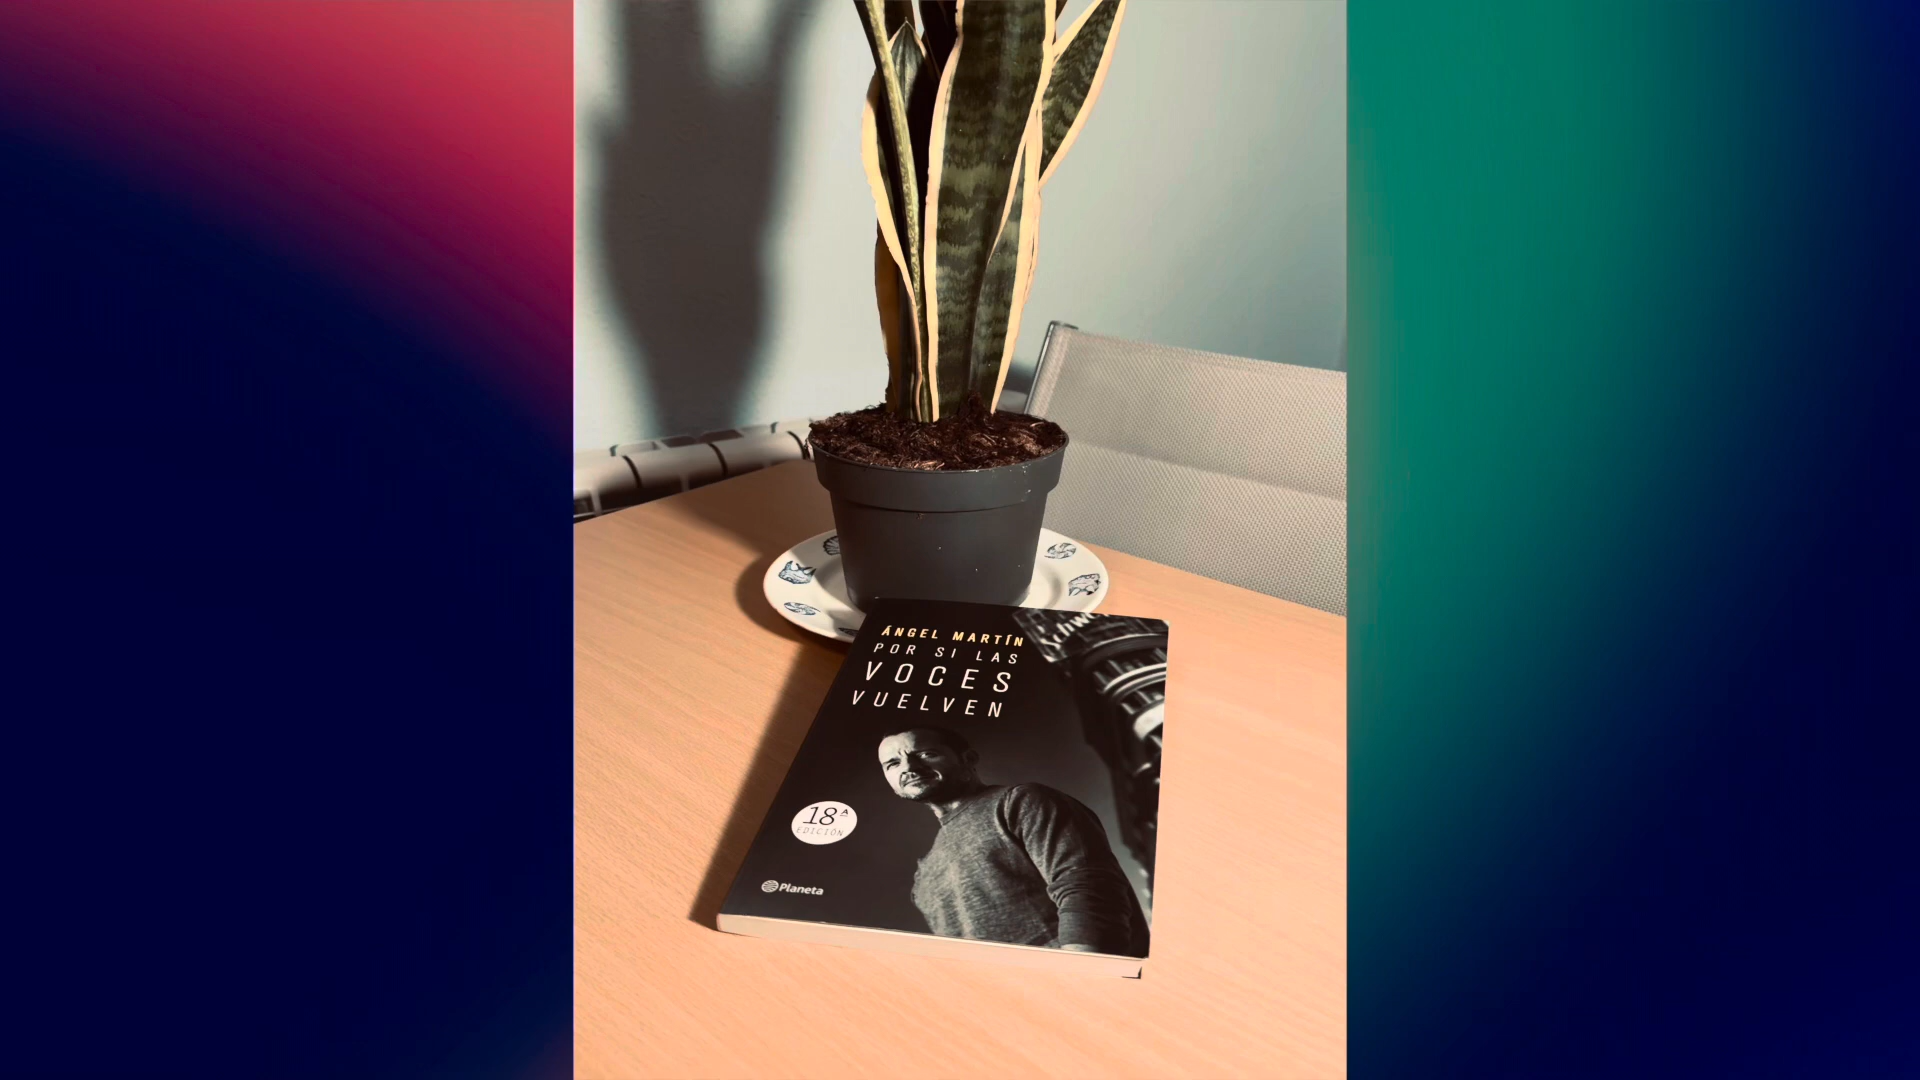 ÁNGEL MARTÍN
POR SI LAS
VOCES
VUELVEN
18ª
EDICIÓN
Planeta